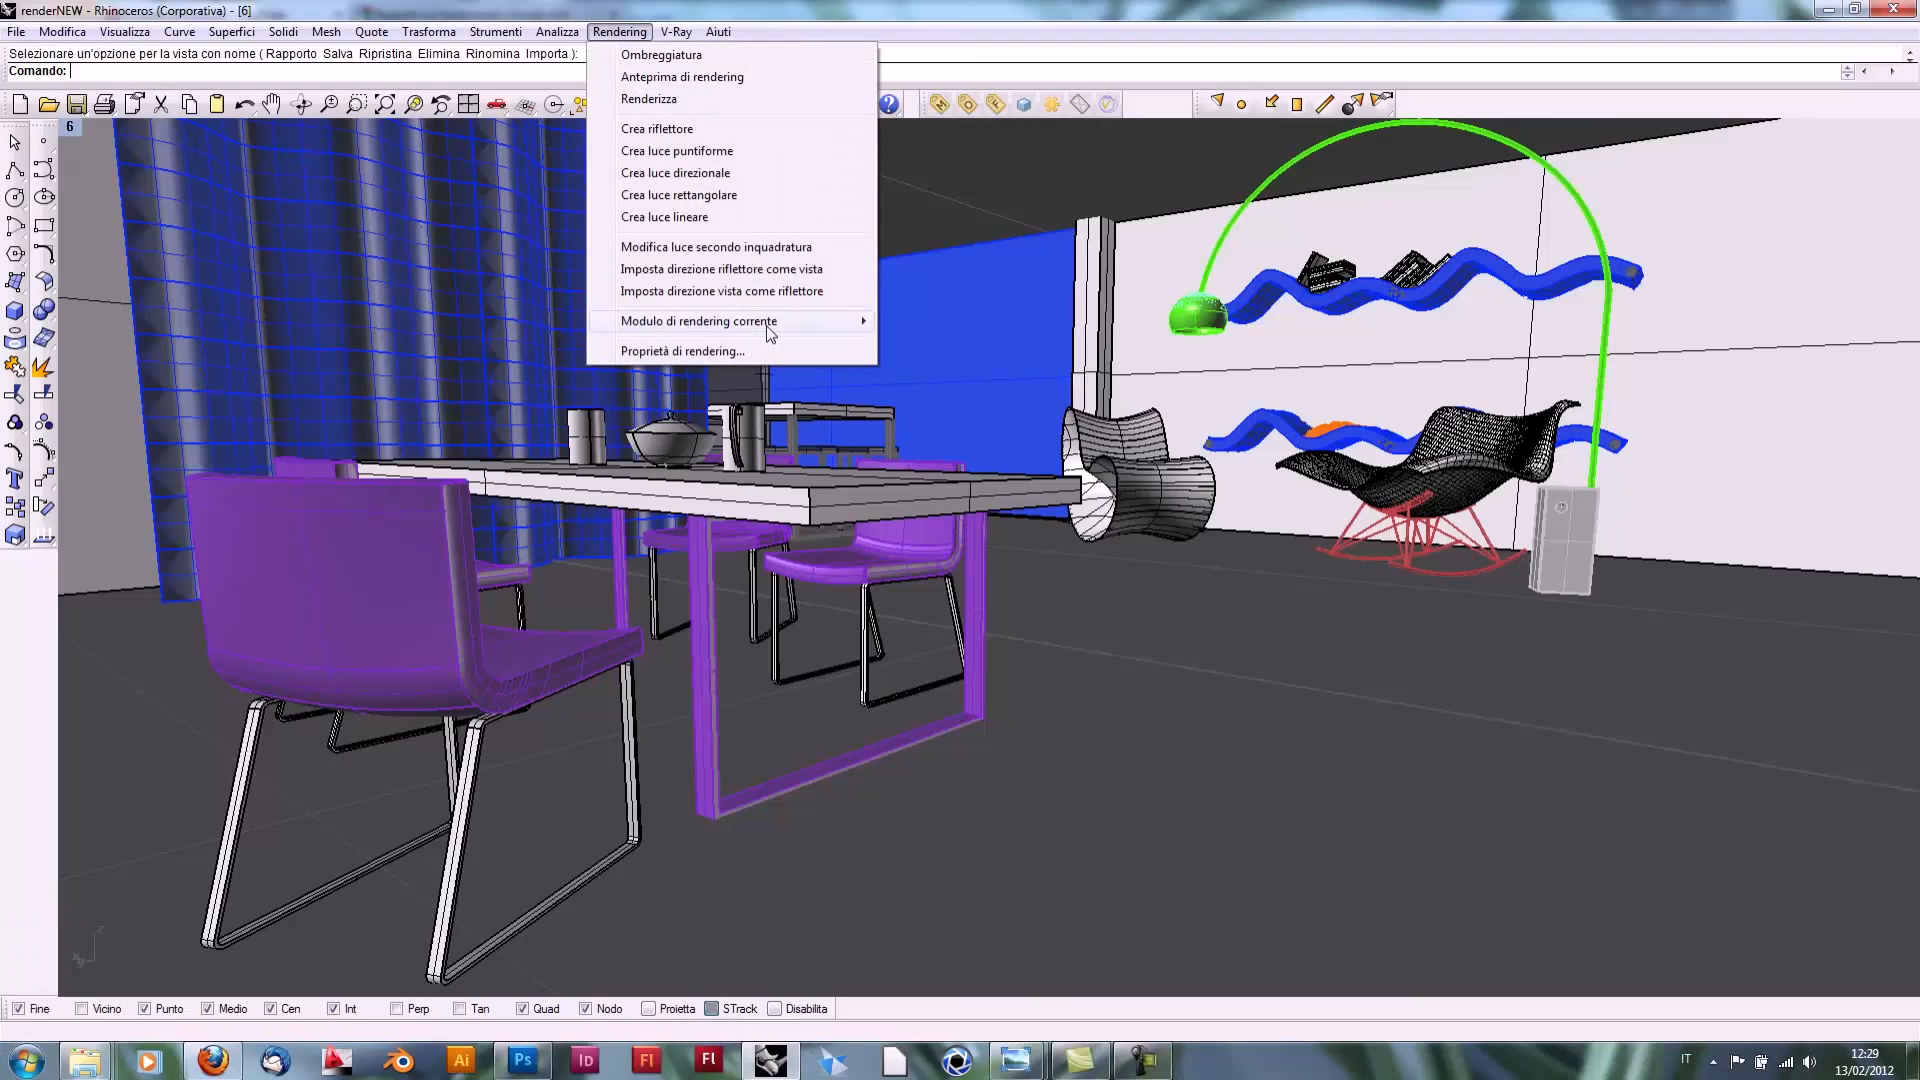 renderNEW - Rhinoceros (Corporativa) - [6]
File Modifica Visualizza Curve Superfici Solidi Mesh Quote Trasforma Strumenti Analizza Rendering V-Ray Aiuti
Selezionare un'opzione per la vista con nome ( Rapporto Salva Ripristina Elimina Rinomina Importa ):
Comando:
6
Ombreggiatura
Anteprima di rendering
Renderizza
Crea riflettore
Crea luce puntiforme
Crea luce direzionale
Crea luce rettangolare
Crea luce lineare
Modifica luce secondo inquadratura
Imposta direzione riflettore come vista
Imposta direzione vista come riflettore
Modulo di rendering corrente
Proprietà di rendering...
Fine Vicino Punto Medio Cen Int Perp Tan Quad Nodo Proietta STrack Disabilita
Ai Ps Id Fl Fl
IT
12:29
13/02/2012